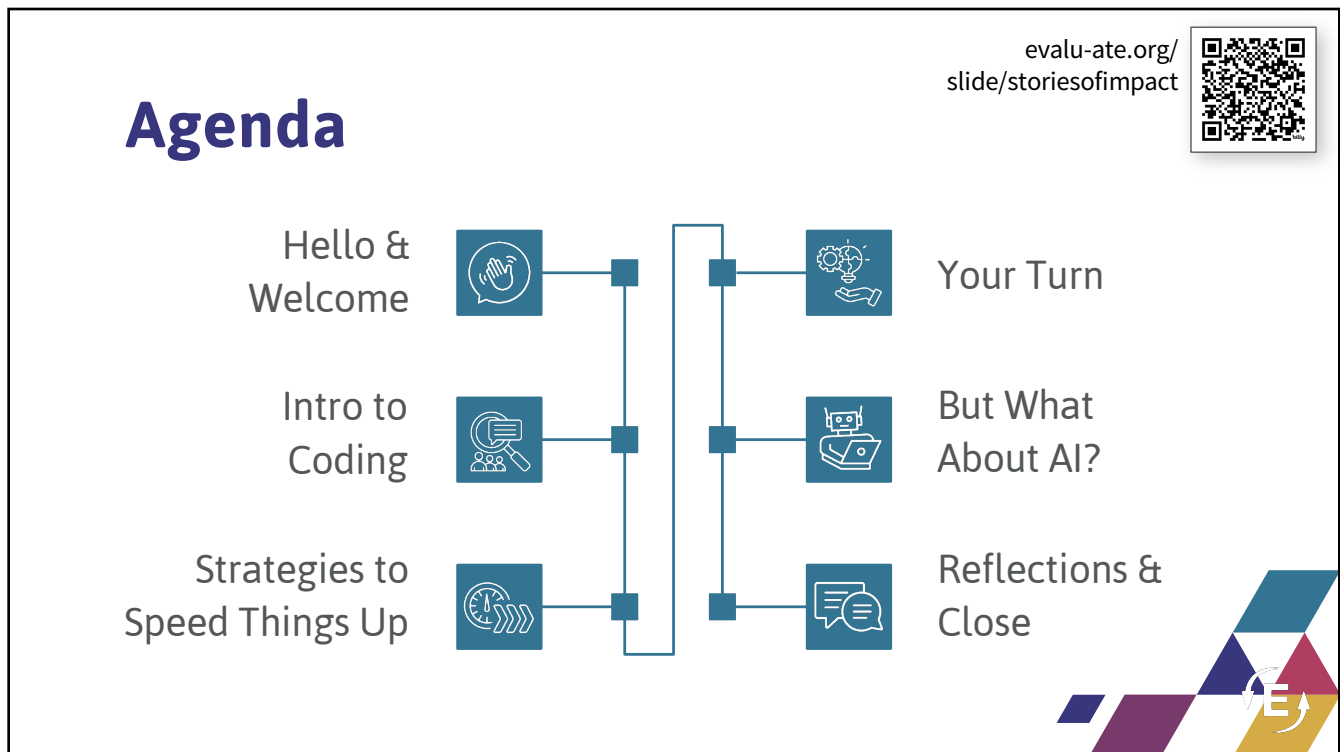 evalu-ate.org/
slide/storiesofimpact
bitly
Agenda
Hello &
Welcome
Intro to
Coding
Strategies to
Speed Things Up
Your Turn
But What
About AI?
Reflections &
Close
E